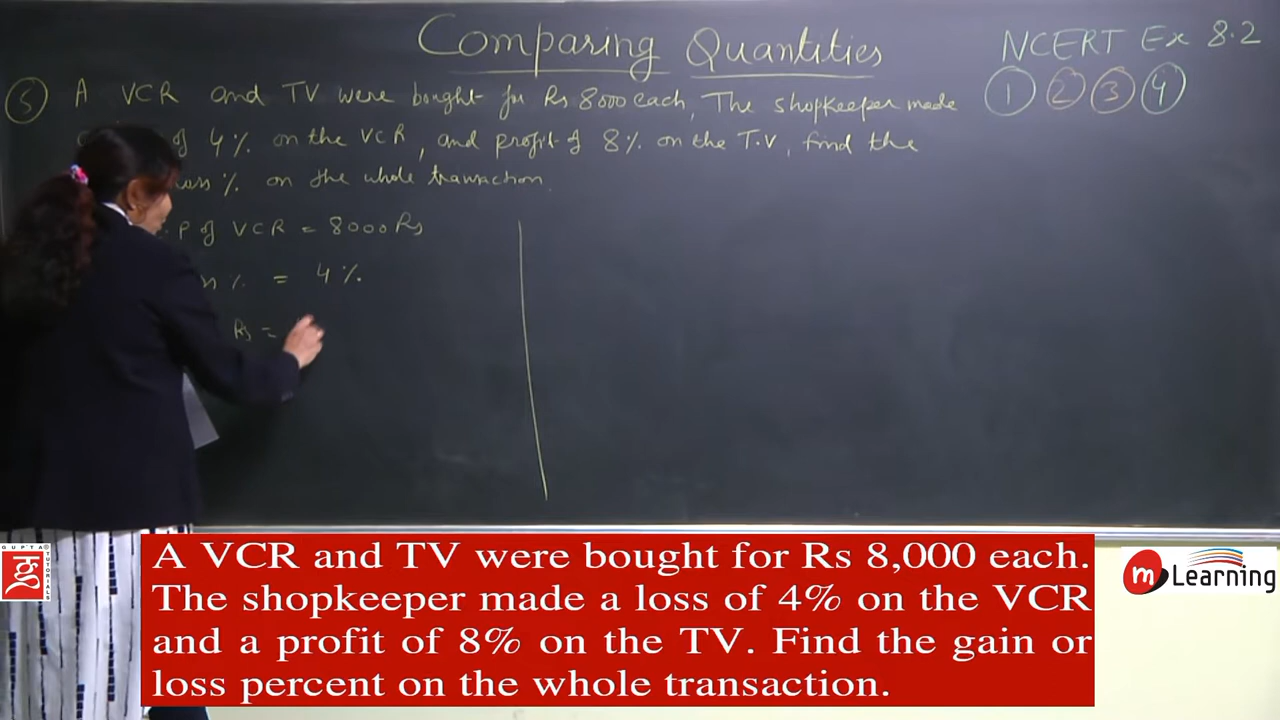 Comparing Quantities
NCERT Ex 8.2
1 2 3 4
5 A VCR and TV were bought for Rs 8000 each, The shopkeeper made
of 4% on the VCR, and profit of 8% on the T.V, find the
% on the whole transaction.
P of VCR = 8000 Rs
% = 4%
Rs =
GUPTA
TUTORIALS
A VCR and TV were bought for Rs 8,000 each.
The shopkeeper made a loss of 4% on the VCR
and a profit of 8% on the TV. Find the gain or
loss percent on the whole transaction.
m Learning